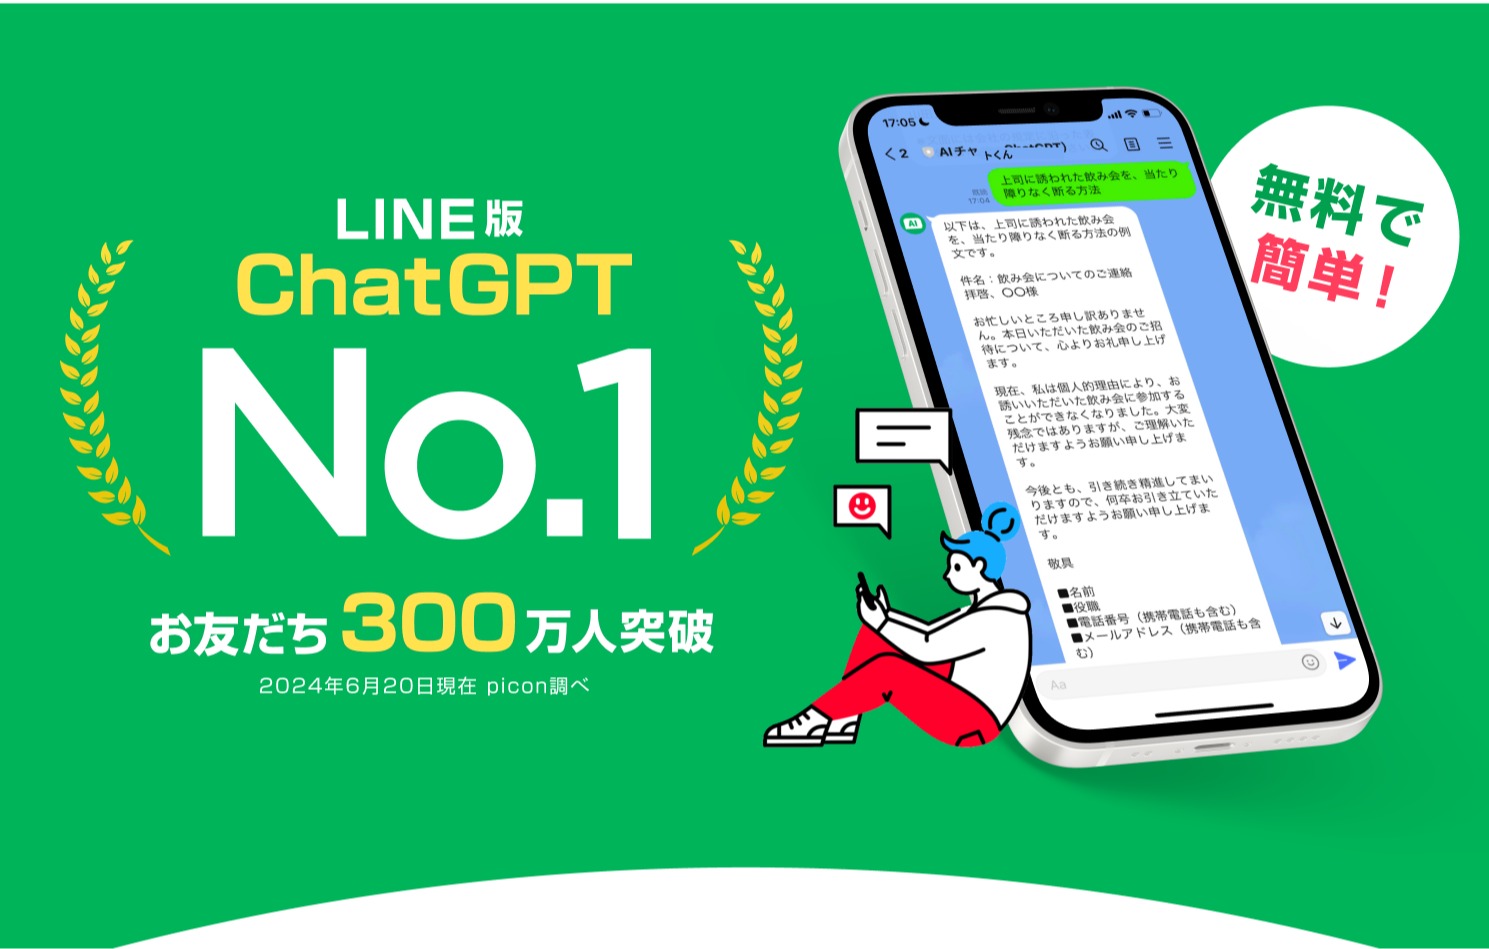 LINE版
ChatGPT
No.1
お友だち300万人突破
2024年6月20日現在 picon調べ
無料で
簡単!
17:05
2
AIチャ
トくん
上司に誘われた飲み会を、当たり
障りなく断る方法
既読
17:04
AI
以下は、上司に誘われた飲み会
を、当たり障りなく断る方法の例
文です。
件名：飲み会についてのご連絡
拝啓、〇〇様
お忙しいところ申し訳ありませ
ん。本日いただいた飲み会のご招
待について、心よりお礼申し上げ
ます。
現在、私は個人的理由により、お
誘いいただいた飲み会に参加する
ことができなくなりました。大変
残念ではありますが、ご理解いた
だけますようお願い申し上げま
す。
今後とも、引き続き精進してまい
りますので、何卒お引き立ていた
だけますようお願い申し上げま
す。
敬具
■名前
■役職
■電話番号（携帯電話も含む）
■メールアドレス（携帯電話も含
む）
Aa